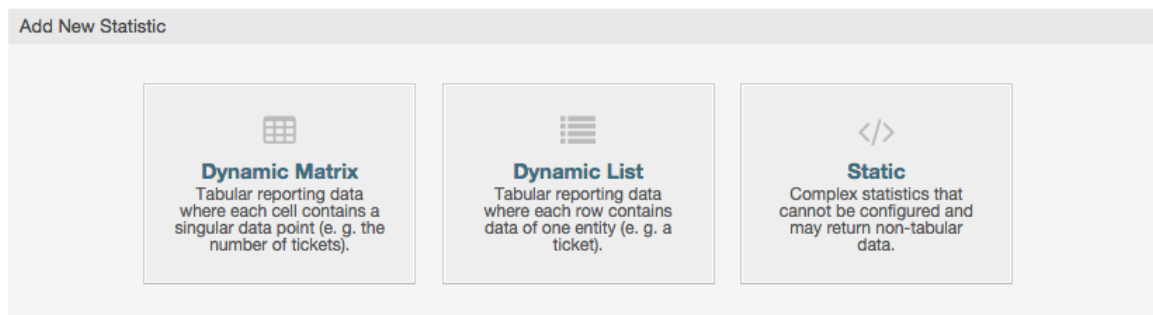 Add New Statistic
Dynamic Matrix
Tabular reporting data
where each cell contains a
singular data point (e. g. the
number of tickets).
Dynamic List
Tabular reporting data
where each row contains
data of one entity (e. g. a
ticket).
Static
Complex statistics that
cannot be configured and
may return non-tabular
data.